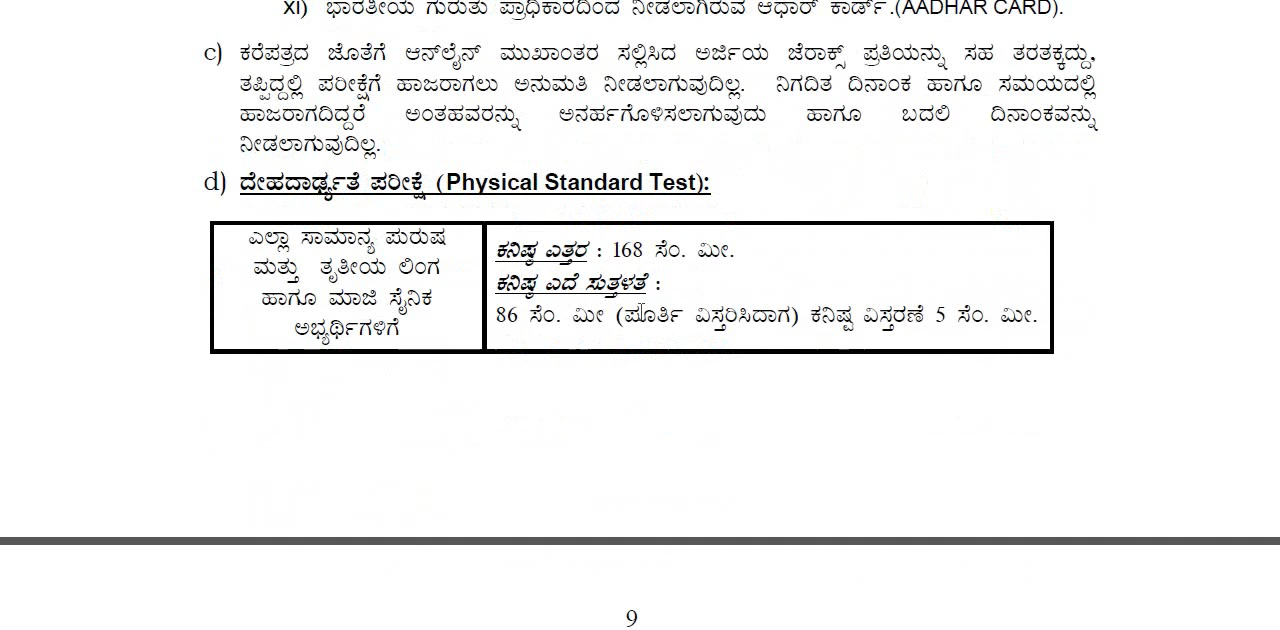 xi) ಭಾರತೀಯ ಗುರುತು ಪ್ರಾಧಿಕಾರದಿಂದ ನೀಡಲಾಗಿರುವ ಆಧಾರ್ ಕಾರ್ಡ್.(AADHAR CARD).
c) ಕರೆಪತ್ರದ ಜೊತೆಗೆ ಆನ್‌ಲೈನ್ ಮುಖಾಂತರ ಸಲ್ಲಿಸಿದ ಅರ್ಜಿಯ ಜೆರಾಕ್ಸ್ ಪ್ರತಿಯನ್ನು ಸಹ ತರತಕ್ಕದ್ದು,
ತಪ್ಪಿದ್ದಲ್ಲಿ ಪರೀಕ್ಷೆಗೆ ಹಾಜರಾಗಲು ಅನುಮತಿ ನೀಡಲಾಗುವುದಿಲ್ಲ. ನಿಗದಿತ ದಿನಾಂಕ ಹಾಗೂ ಸಮಯದಲ್ಲಿ
ಹಾಜರಾಗದಿದ್ದರೆ ಅಂತಹವರನ್ನು ಅನರ್ಹಗೊಳಿಸಲಾಗುವುದು ಹಾಗೂ ಬದಲಿ ದಿನಾಂಕವನ್ನು
ನೀಡಲಾಗುವುದಿಲ್ಲ.
d) ದೇಹದಾರ್ಢ್ಯತೆ ಪರೀಕ್ಷೆ (Physical Standard Test):
ಎಲ್ಲಾ ಸಾಮಾನ್ಯ ಪುರುಷ
ಮತ್ತು ತೃತೀಯ ಲಿಂಗ
ಹಾಗೂ ಮಾಜಿ ಸೈನಿಕ
ಅಭ್ಯರ್ಥಿಗಳಿಗೆ
ಕನಿಷ್ಠ ಎತ್ತರ : 168 ಸೆಂ. ಮೀ.
ಕನಿಷ್ಠ ಎದೆ ಸುತ್ತಳತೆ :
86 ಸೆಂ. ಮೀ (ಪೂರ್ತಿ ವಿಸ್ತರಿಸಿದಾಗ) ಕನಿಷ್ಟ ವಿಸ್ತರಣೆ 5 ಸೆಂ. ಮೀ.
9